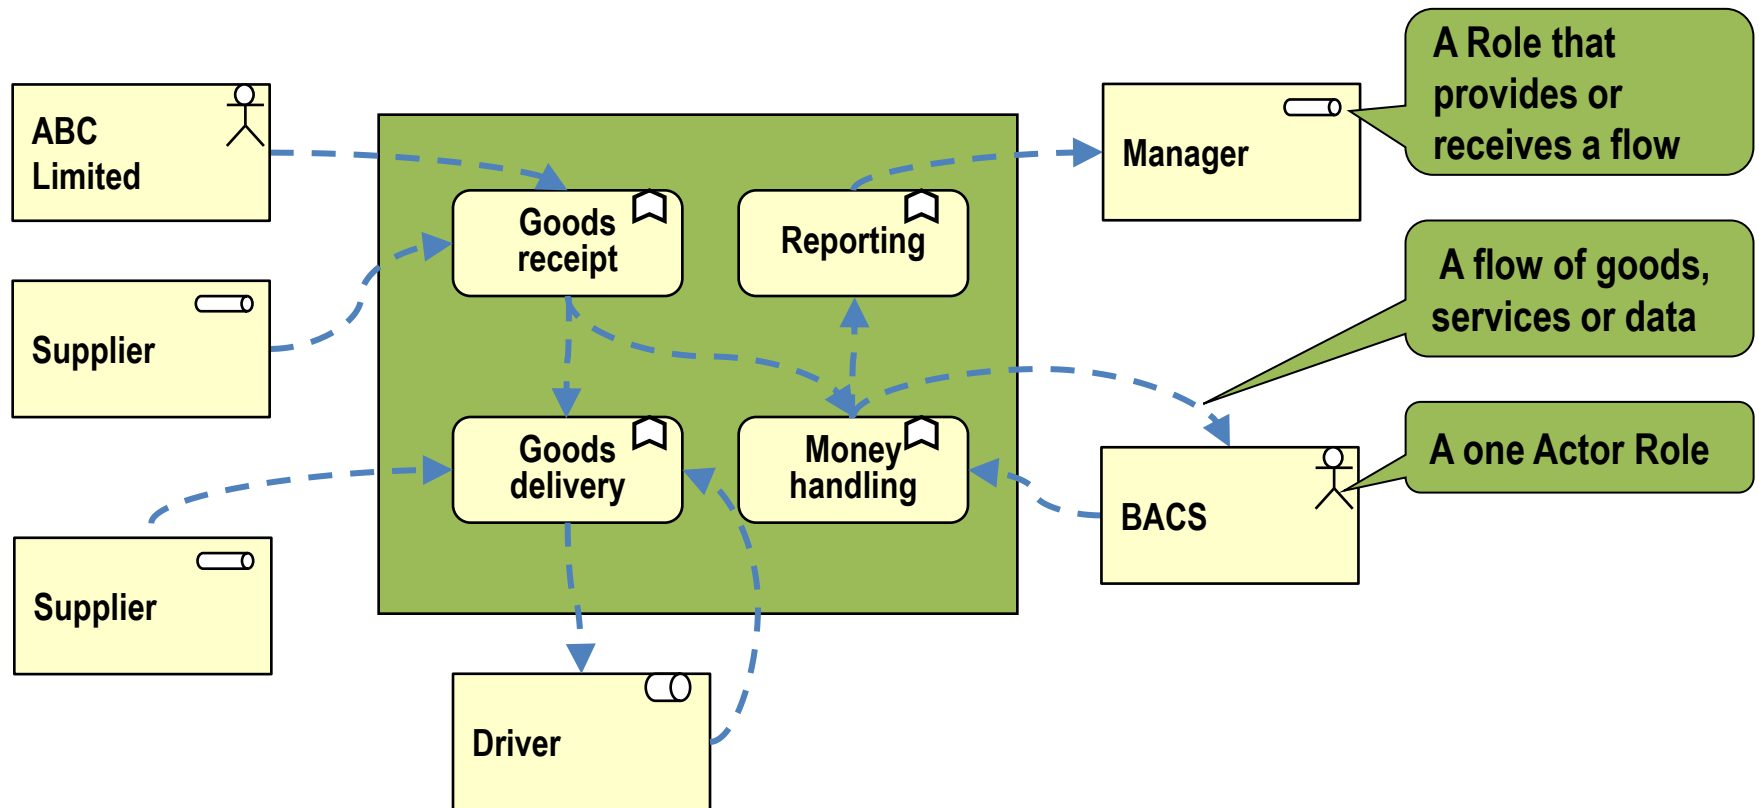 ABC
Limited
Supplier
Supplier
Goods
receipt
Reporting
Goods
delivery
Money
handling
Driver
Manager
BACS
A Role that
provides or
receives a flow
A flow of goods,
services or data
A one Actor Role